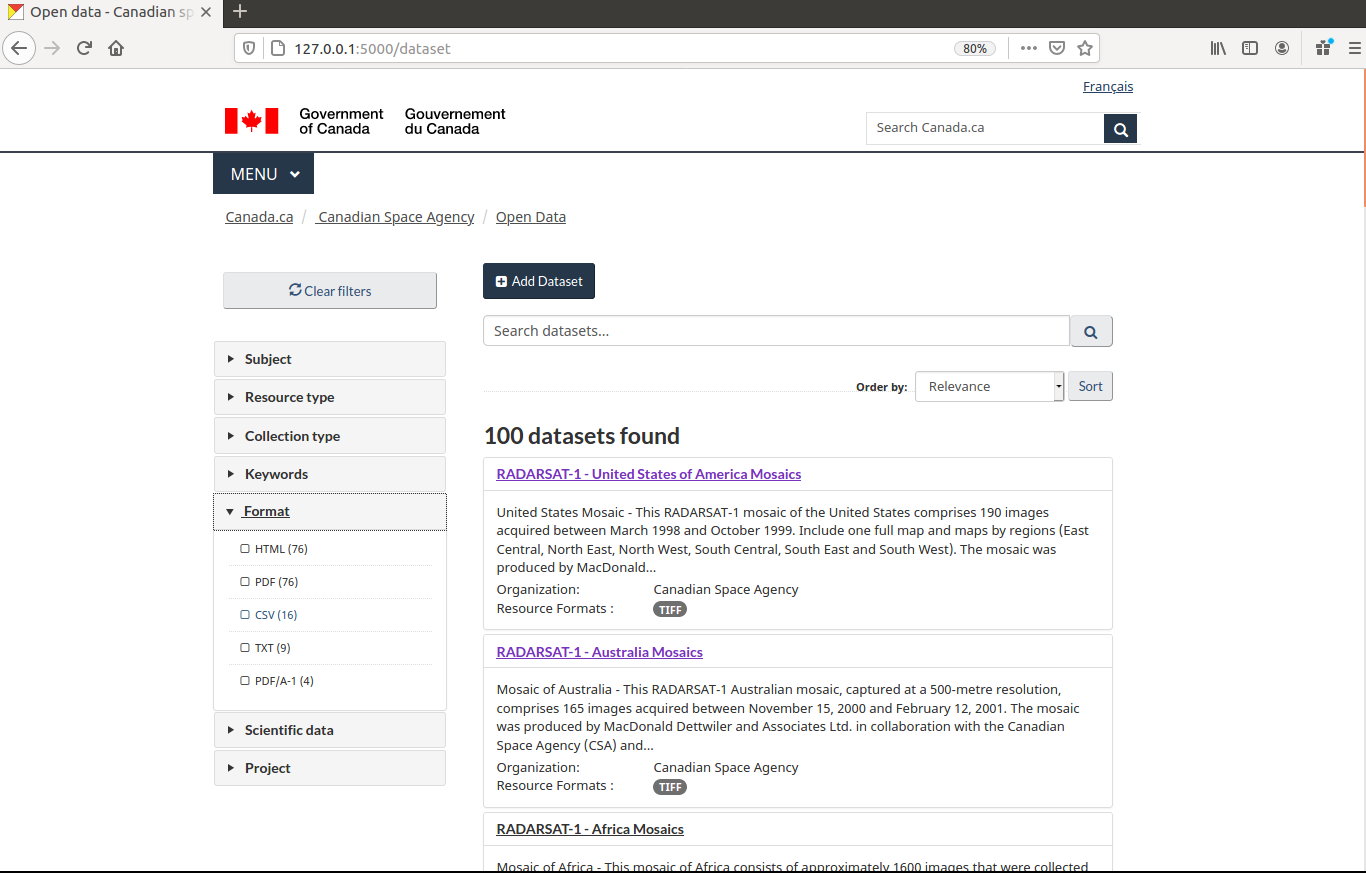 Open data - Canadian sp
127.0.0.1:5000/dataset
80%
Français
Government of Canada
Gouvernement du Canada
Search Canada.ca
MENU
Canada.ca / Canadian Space Agency / Open Data
Clear filters
Subject
Resource type
Collection type
Keywords
Format
HTML (76)
PDF (76)
CSV (16)
TXT (9)
PDF/A-1 (4)
Scientific data
Project
Add Dataset
Search datasets...
Order by: Relevance Sort
100 datasets found
RADARSAT-1 - United States of America Mosaics
United States Mosaic - This RADARSAT-1 mosaic of the United States comprises 190 images
acquired between March 1998 and October 1999. Include one full map and maps by regions (East
Central, North East, North West, South Central, South East and South West). The mosaic was
produced by MacDonald...
Organization: Canadian Space Agency
Resource Formats : TIFF
RADARSAT-1 - Australia Mosaics
Mosaic of Australia - This RADARSAT-1 Australian mosaic, captured at a 500-metre resolution,
comprises 165 images acquired between November 15, 2000 and February 12, 2001. The mosaic
was produced by MacDonald Dettwiler and Associates Ltd. in collaboration with the Canadian
Space Agency (CSA) and...
Organization: Canadian Space Agency
Resource Formats : TIFF
RADARSAT-1 - Africa Mosaics
Mosaic of Africa - This mosaic of Africa consists of approximately 1600 images that were collected